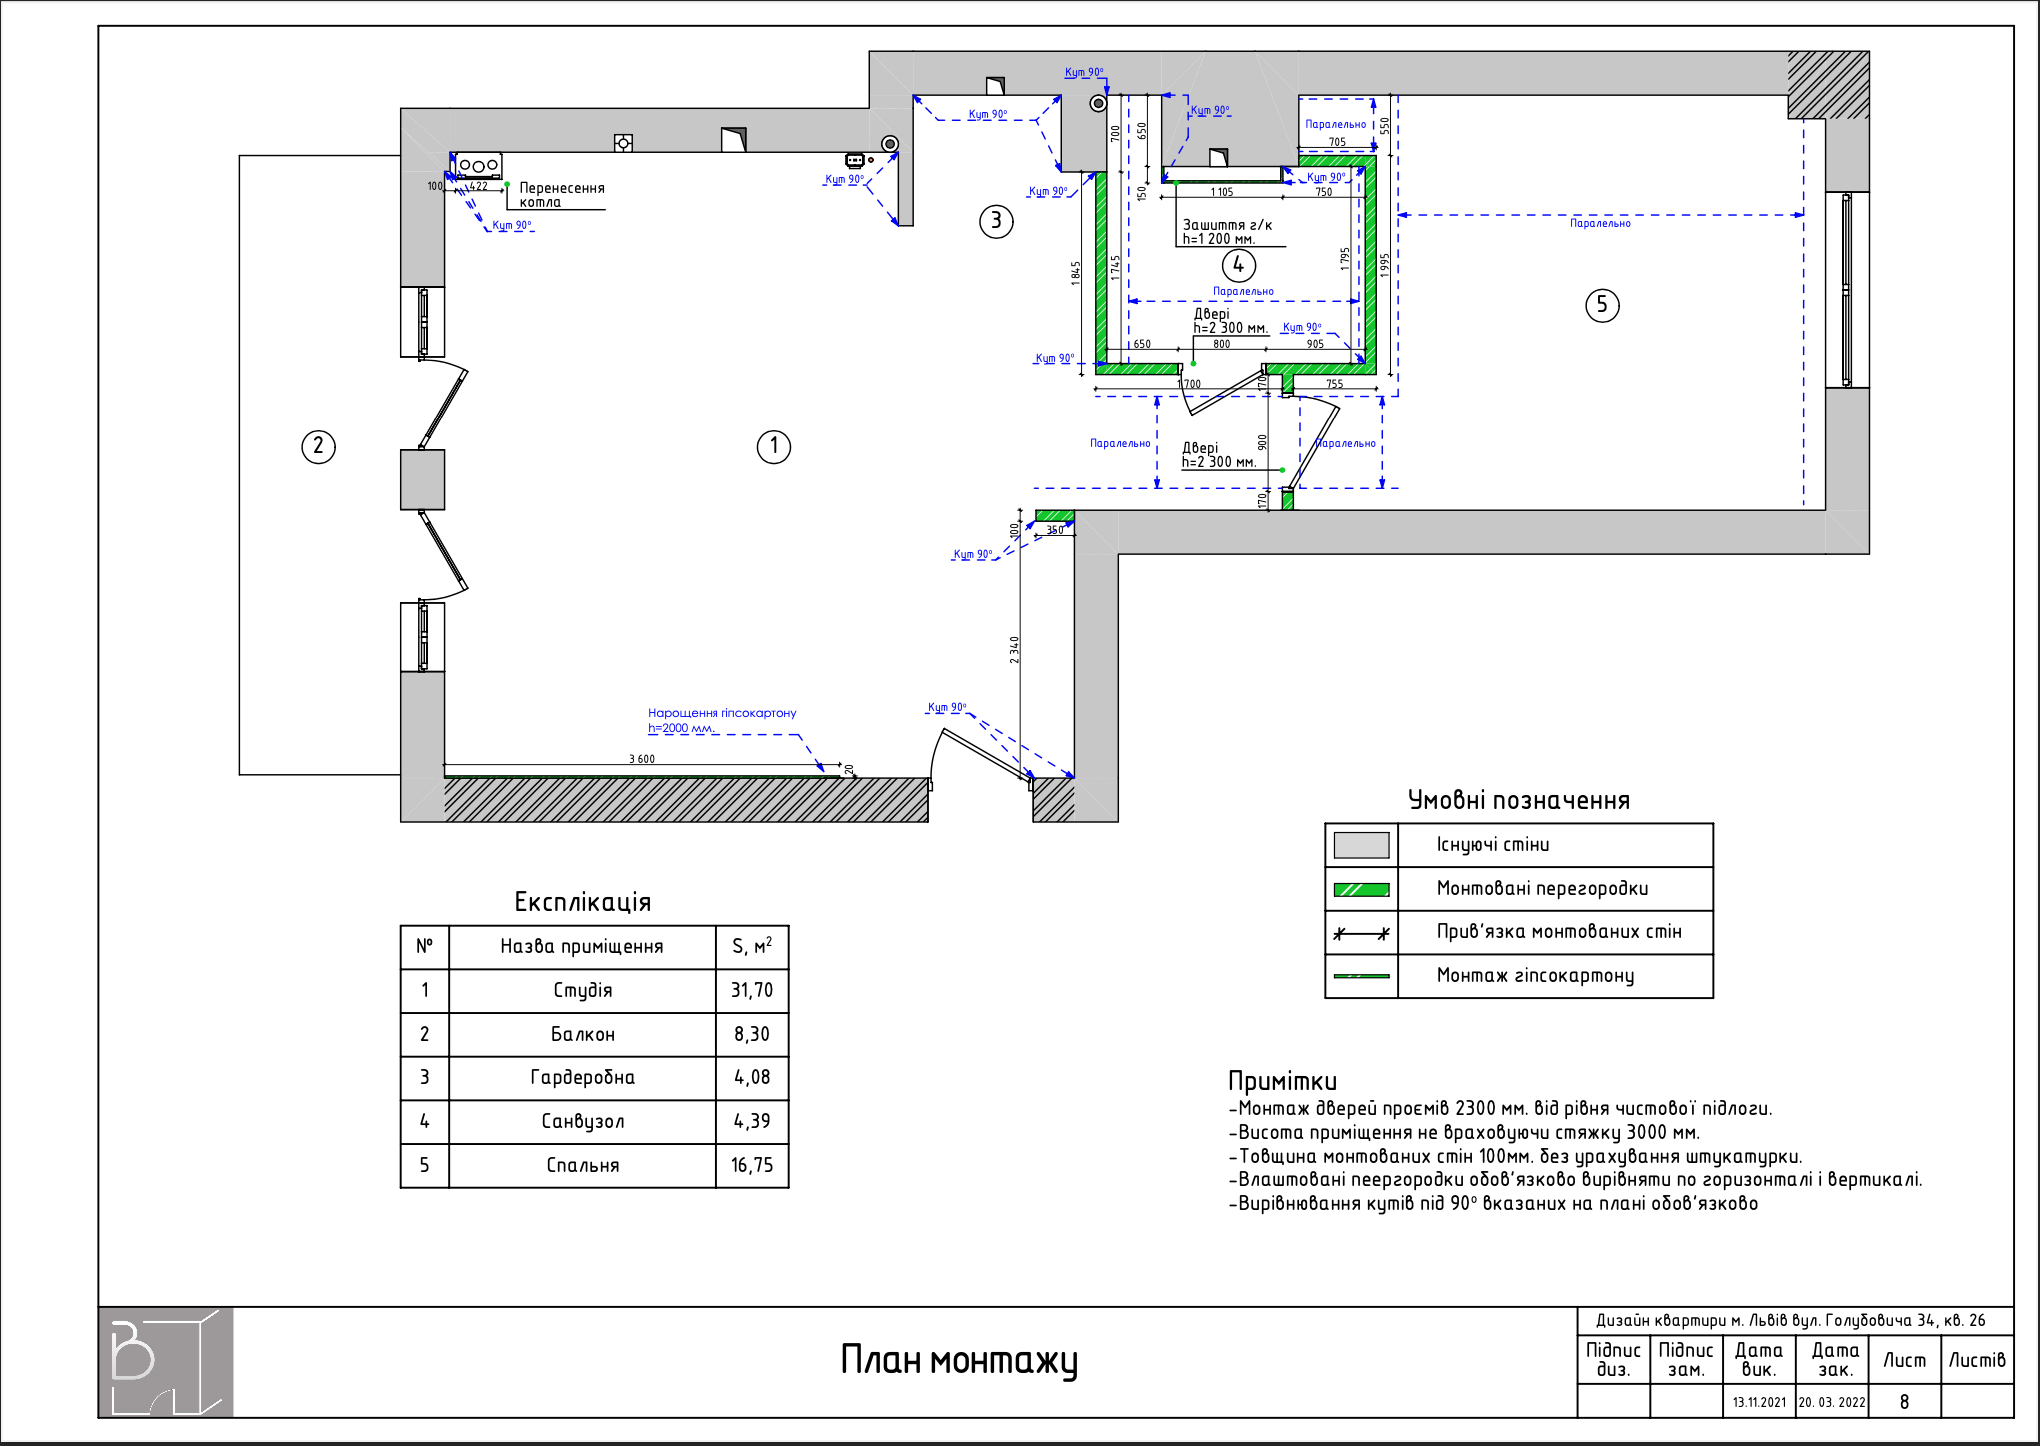 Кут 90°
Кут 90°
Кут 90°
Паралельно
705
550
700
650
150
Кут 90°
Кут 90°
Кут 90°
100
422
Перенесення
котла
Кут 90°
1 105
750
3
Зашиття г/к
h=1 200 мм.
4
Паралельно
1 845
1 745
1 795
1 995
Паралельно
5
Двері
h=2 300 мм.
Кут 90°
650
800
905
Кут 90°
1 700
170
755
2
1
Паралельно
Двері
h=2 300 мм.
900
Паралельно
170
100
350
Кут 90°
2 340
Нарощення гіпсокартону
h=2000 мм.
Кут 90°
3 600
20
Умовні позначення
Існуючі стіни
Монтовані перегородки
Прив'язка монтованих стін
Монтаж гіпсокартону
Експлікація
№ Назва приміщення S, м²
1 Студія 31,70
2 Балкон 8,30
3 Гардеробна 4,08
4 Санвузол 4,39
5 Спальня 16,75
Примітки
-Монтаж дверей проємів 2300 мм. від рівня чистової підлоги.
-Висота приміщення не враховуючи стяжку 3000 мм.
-Товщина монтованих стін 100мм. без урахування штукатурки.
-Влаштовані пеергородки обов'язково вирівняти по горизонталі і вертикалі.
-Вирівнювання кутів під 90° вказаних на плані обов'язково
В
План монтажу
Дизайн квартири м. Львів вул. Голубовича 34, кв. 26
Підпис диз. Підпис зам. Дата вик. Дата зак. Лист Листів
13.11.2021 20. 03. 2022 8